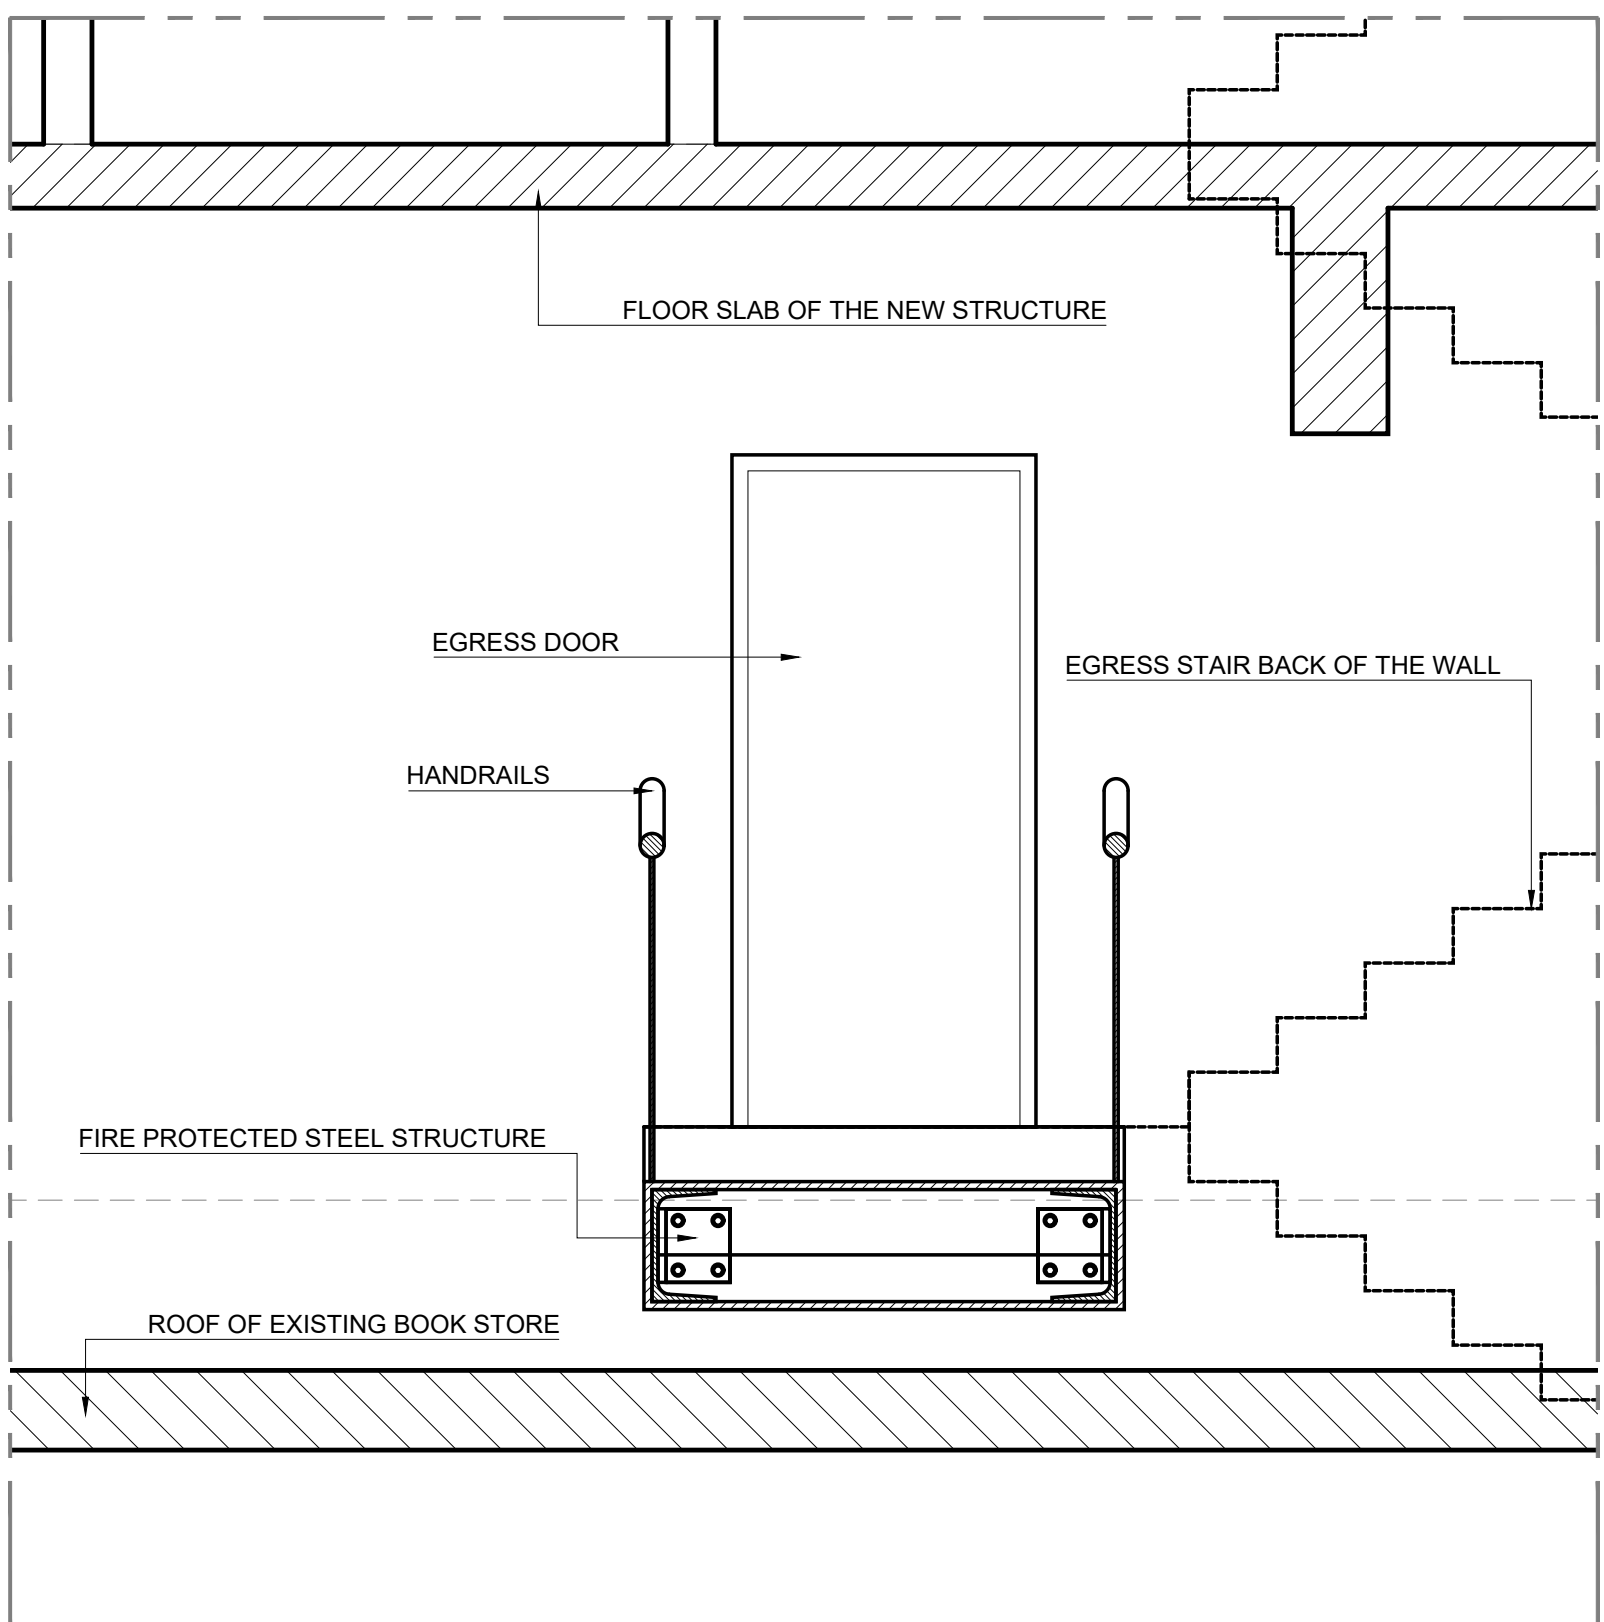 FLOOR SLAB OF THE NEW STRUCTURE
EGRESS DOOR
EGRESS STAIR BACK OF THE WALL
HANDRAILS
FIRE PROTECTED STEEL STRUCTURE
ROOF OF EXISTING BOOK STORE